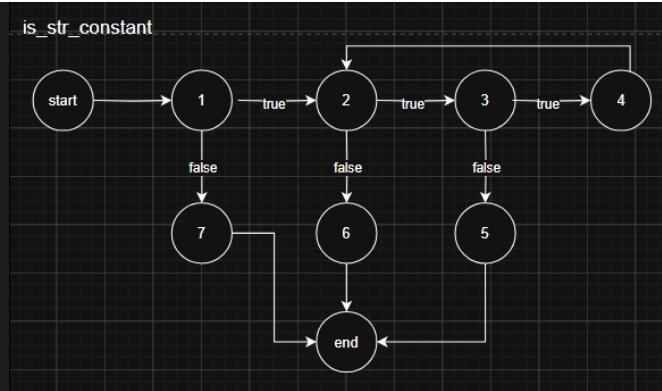 is_str_constant
start
1
true
2
true
3
true
4
false
false
false
7
6
5
end